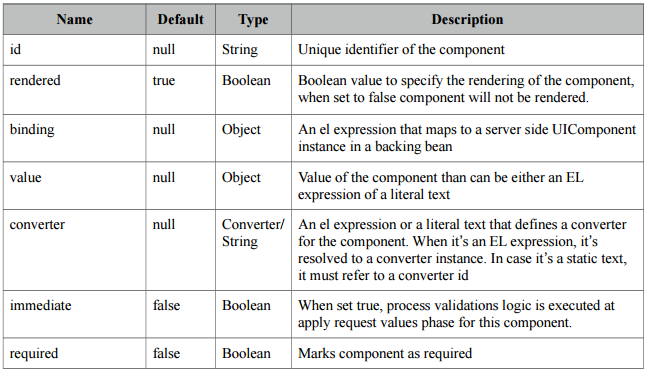 Name Default Type Description
id null String Unique identifier of the component
rendered true Boolean Boolean value to specify the rendering of the component,
when set to false component will not be rendered.
binding null Object An el expression that maps to a server side UIComponent
instance in a backing bean
value null Object Value of the component than can be either an EL
expression of a literal text
converter null Converter/ An el expression or a literal text that defines a converter
String for the component. When it's an EL expression, it's
resolved to a converter instance. In case it's a static text,
it must refer to a converter id
immediate false Boolean When set true, process validations logic is executed at
apply request values phase for this component.
required false Boolean Marks component as required